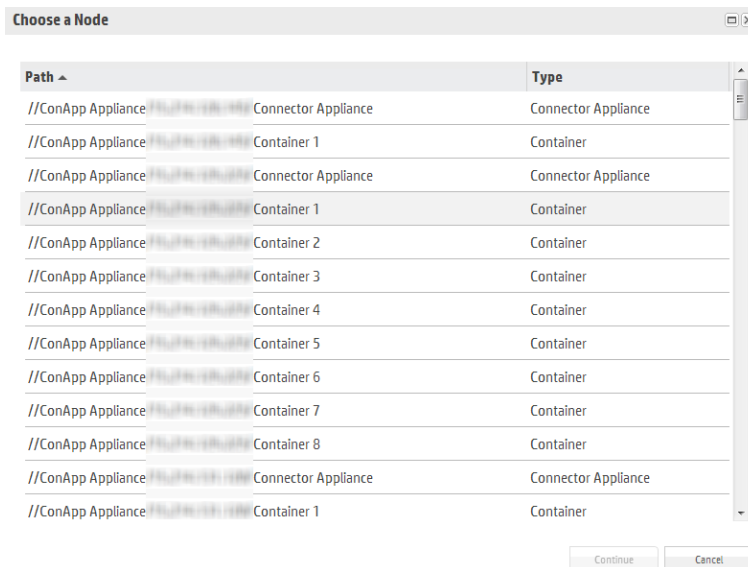 Choose a Node
Path Type
//ConApp Appliance Connector Appliance Connector Appliance
//ConApp Appliance Container 1 Container
//ConApp Appliance Connector Appliance Connector Appliance
//ConApp Appliance Container 1 Container
//ConApp Appliance Container 2 Container
//ConApp Appliance Container 3 Container
//ConApp Appliance Container 4 Container
//ConApp Appliance Container 5 Container
//ConApp Appliance Container 6 Container
//ConApp Appliance Container 7 Container
//ConApp Appliance Container 8 Container
//ConApp Appliance Connector Appliance Connector Appliance
//ConApp Appliance Container 1 Container
Continue Cancel